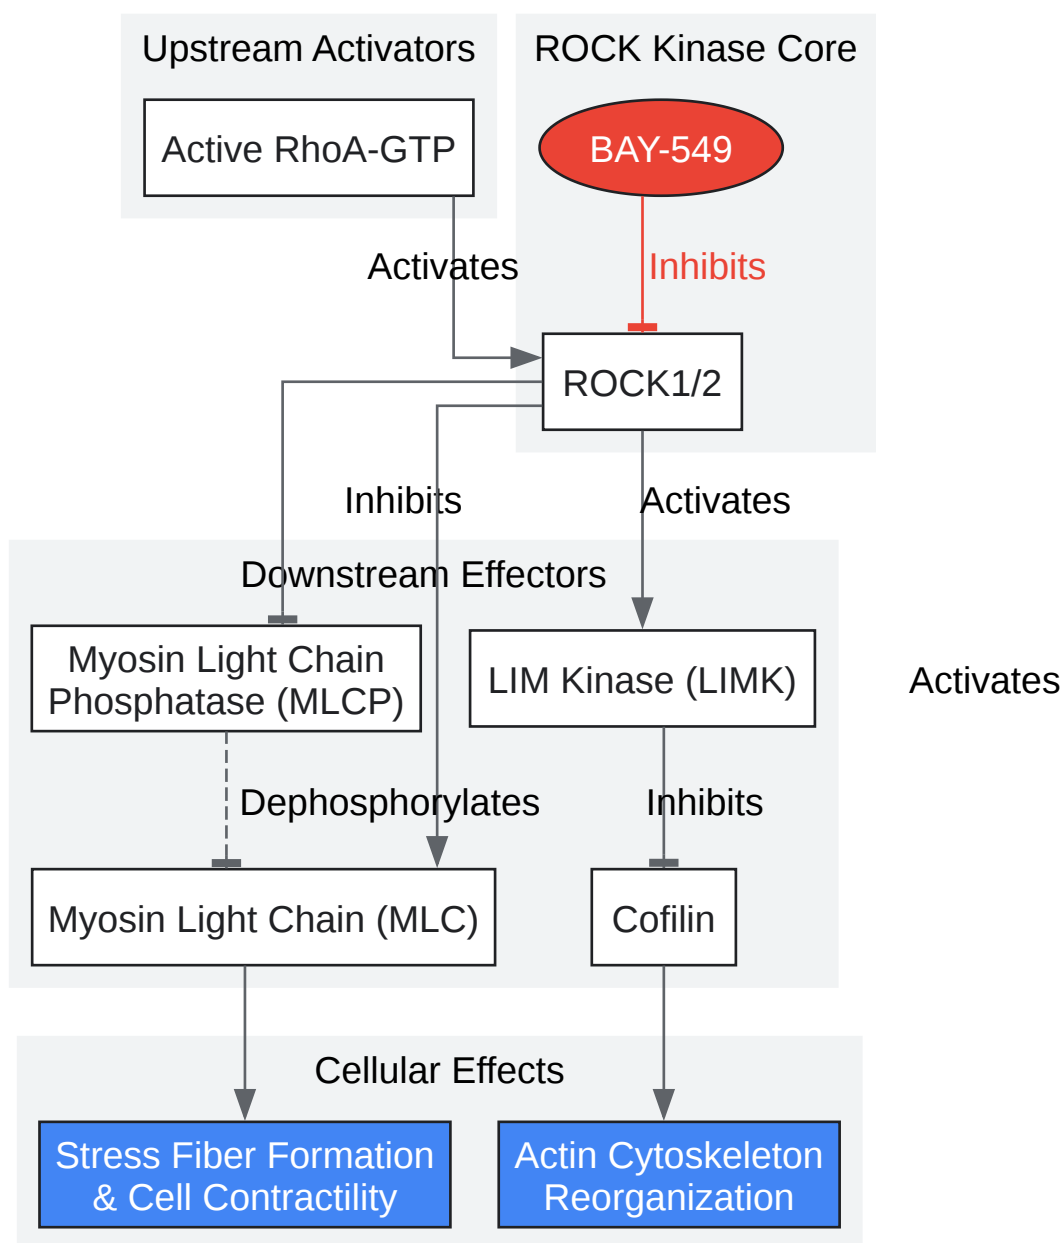 Upstream Activators
ROCK Kinase Core
Active RhoA-GTP
BAY-549
Activates
Inhibits
ROCK1/2
Inhibits
Activates
Downstream Effectors
Myosin Light Chain
Phosphatase (MLCP)
LIM Kinase (LIMK)
Activates
Dephosphorylates
Inhibits
Myosin Light Chain (MLC)
Cofilin
Cellular Effects
Stress Fiber Formation
& Cell Contractility
Actin Cytoskeleton
Reorganization